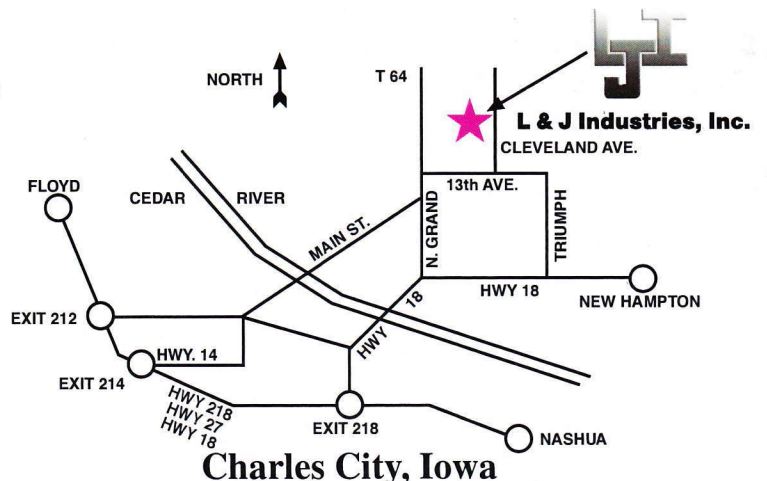 LJI
NORTH
T 64
L & J Industries, Inc.
CLEVELAND AVE.
13th AVE.
FLOYD
CEDAR
RIVER
MAIN ST.
N. GRAND
TRIUMPH
HWY 18
HWY 18
NEW HAMPTON
EXIT 212
HWY. 14
EXIT 214
HWY 218
HWY 27
HWY 18
EXIT 218
NASHUA
Charles City, Iowa